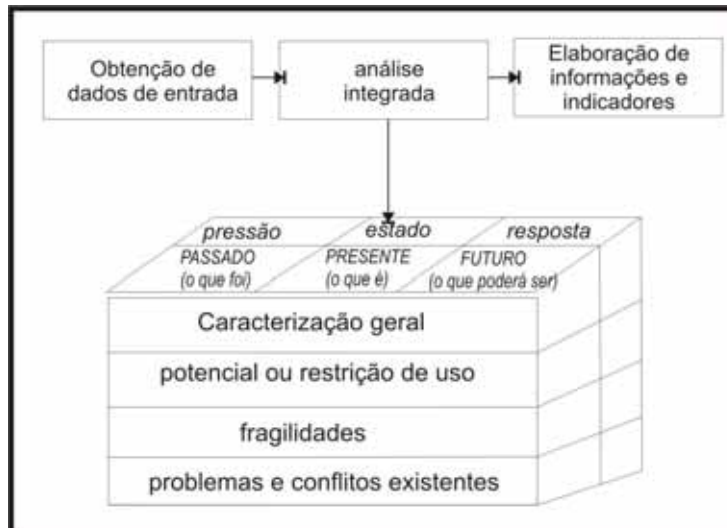 Obtenção de
dados de entrada
análise
integrada
Elaboração de
informações e
indicadores
pressão
estado
resposta
PASSADO
(o que foi)
PRESENTE
(o que é)
FUTURO
(o que poderá ser)
Caracterização geral
potencial ou restrição de uso
fragilidades
problemas e conflitos existentes